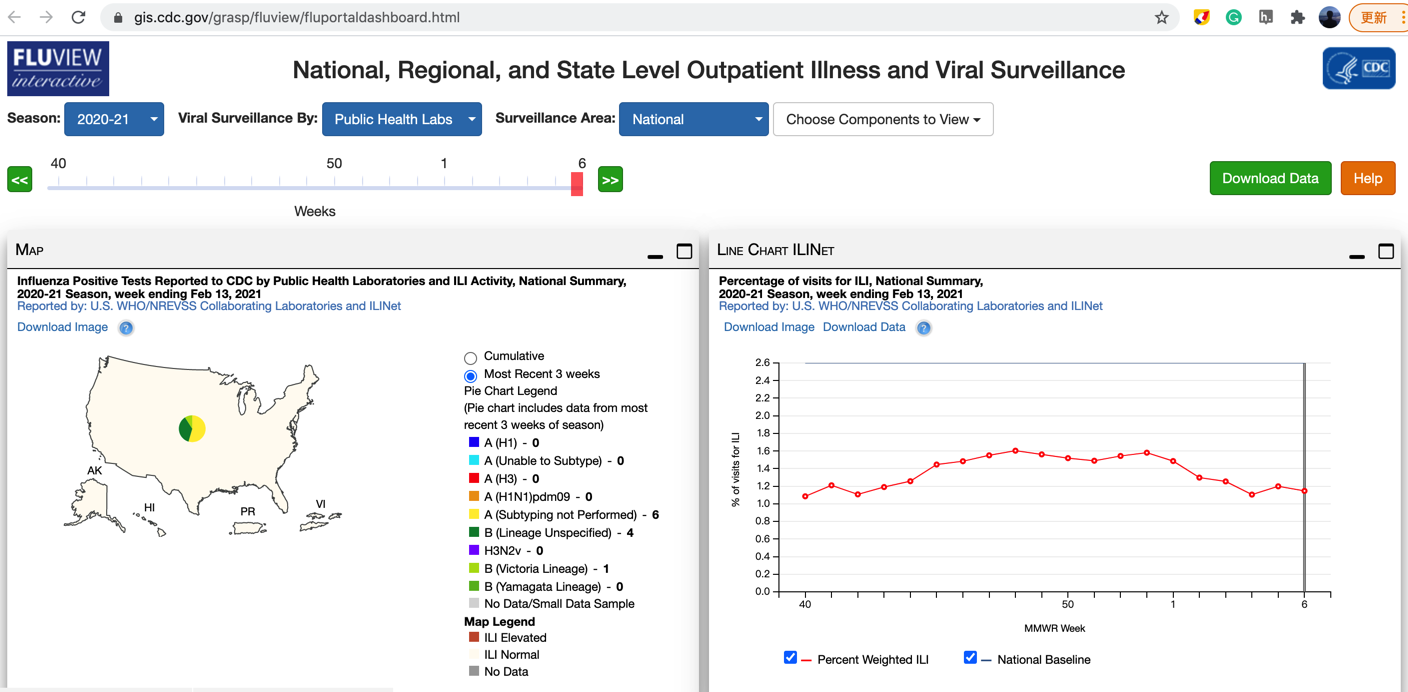 gis.cdc.gov/grasp/fluview/fluportaldashboard.html
更新
FLUVIEW
interactive
National, Regional, and State Level Outpatient Illness and Viral Surveillance
CDC
Season: 2020-21 Viral Surveillance By: Public Health Labs Surveillance Area: National Choose Components to View
40 50 1 6
<< >>
Download Data Help
Weeks
Map
Influenza Positive Tests Reported to CDC by Public Health Laboratories and ILI Activity, National Summary,
2020-21 Season, week ending Feb 13, 2021
Reported by: U.S. WHO/NREVSS Collaborating Laboratories and ILINet
Download Image ?
AK
HI
PR
VI
Cumulative
Most Recent 3 weeks
Pie Chart Legend
(Pie chart includes data from most
recent 3 weeks of season)
A (H1) - 0
A (Unable to Subtype) - 0
A (H3) - 0
A (H1N1)pdm09 - 0
A (Subtyping not Performed) - 6
B (Lineage Unspecified) - 4
H3N2v - 0
B (Victoria Lineage) - 1
B (Yamagata Lineage) - 0
No Data/Small Data Sample
Map Legend
ILI Elevated
ILI Normal
No Data
Line Chart ILINet
Percentage of visits for ILI, National Summary,
2020-21 Season, week ending Feb 13, 2021
Reported by: U.S. WHO/NREVSS Collaborating Laboratories and ILINet
Download Image Download Data ?
% of visits for ILI
2.6
2.4
2.2
2.0
1.8
1.6
1.4
1.2
1.0
0.8
0.6
0.4
0.2
0.0
40 50 1 6
MMWR Week
Percent Weighted ILI National Baseline